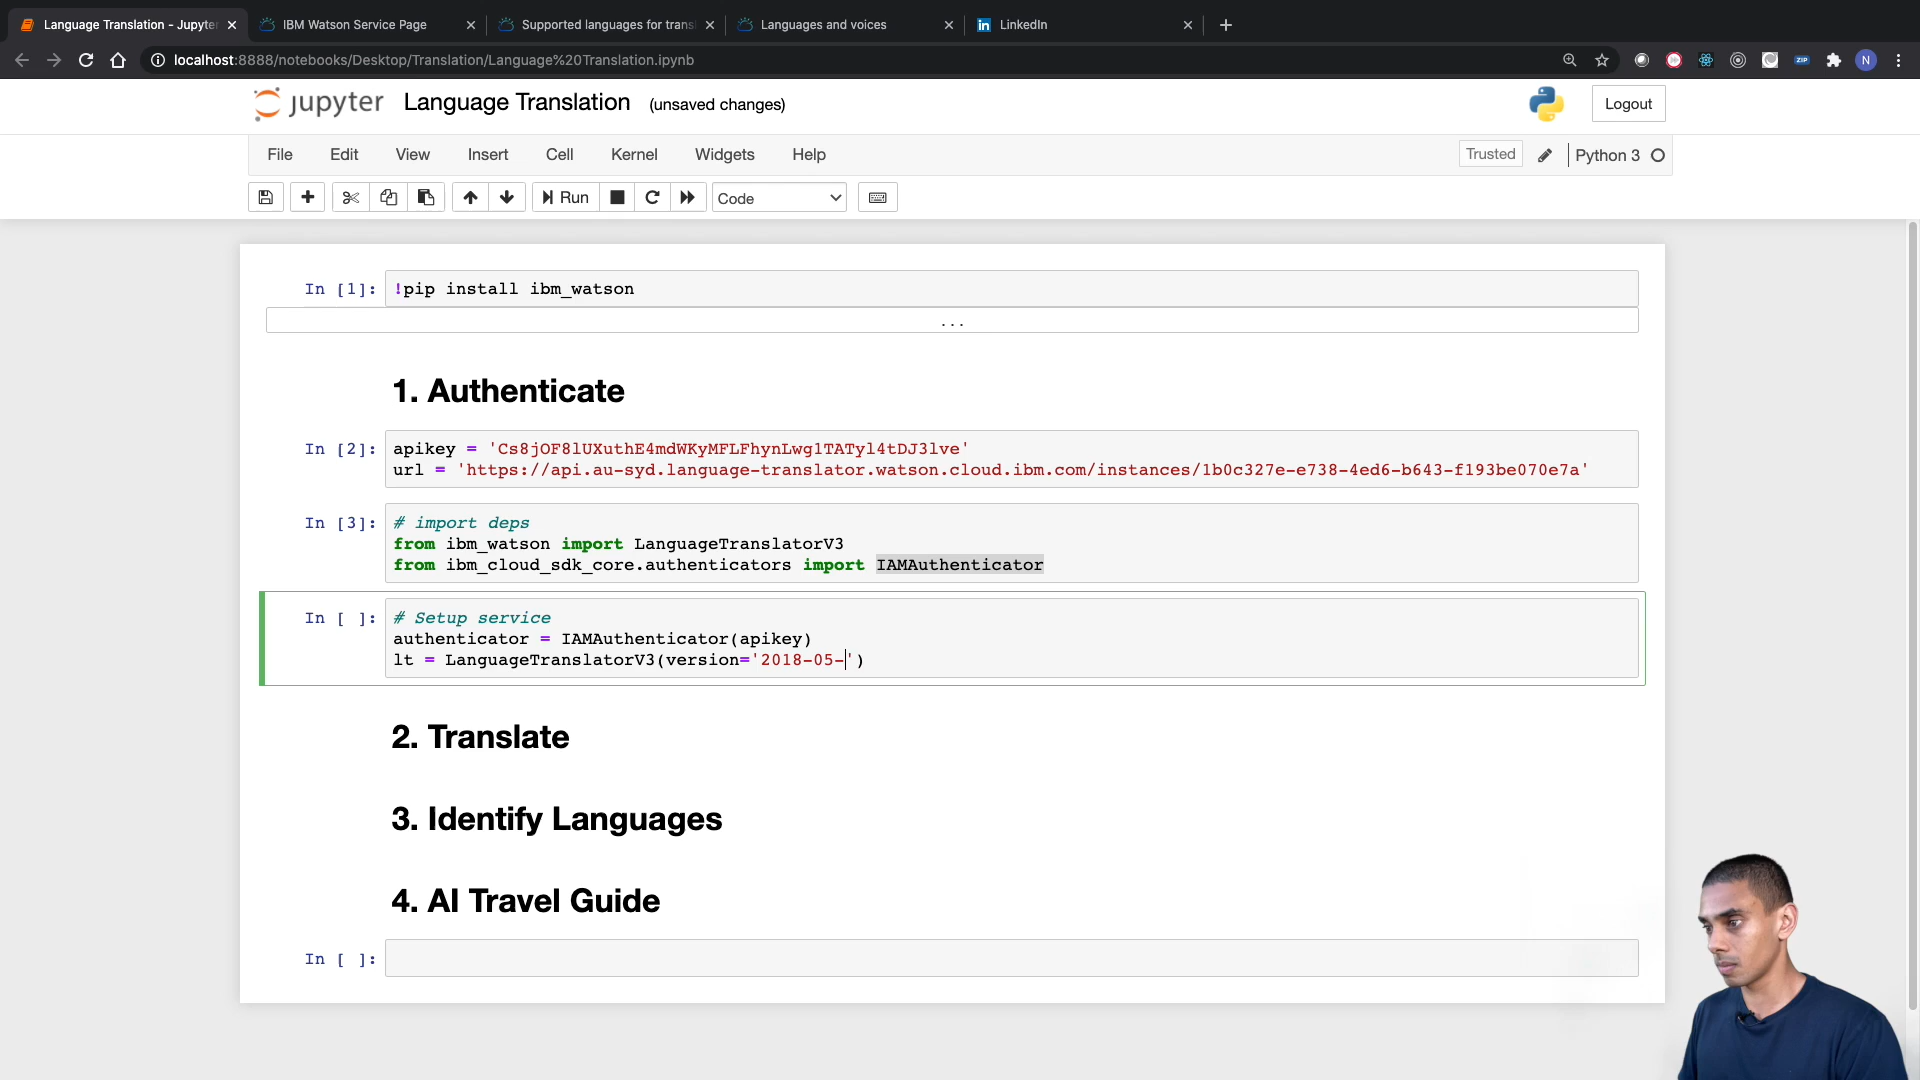 Language Translation - Jupyte
IBM Watson Service Page
Supported languages for trans
Languages and voices
in LinkedIn
localhost:8888/notebooks/Desktop/Translation/Language%20Translation.ipynb
ZIP
N
jupyter Language Translation (unsaved changes)
Logout
File Edit View Insert Cell Kernel Widgets Help
Trusted
Python 3
Run
Code
In [1]: !pip install ibm_watson
...
1. Authenticate
In [2]: apikey = 'Cs8jOF8lUXuthE4mdWKyMFLFhynLwg1TATyl4tDJ3lve'
url = 'https://api.au-syd.language-translator.watson.cloud.ibm.com/instances/1b0c327e-e738-4ed6-b643-f193be070e7a'
In [3]: # import deps
from ibm_watson import LanguageTranslatorV3
from ibm_cloud_sdk_core.authenticators import IAMAuthenticator
In [ ]: # Setup service
authenticator = IAMAuthenticator(apikey)
lt = LanguageTranslatorV3(version='2018-05-')
2. Translate
3. Identify Languages
4. AI Travel Guide
In [ ]: